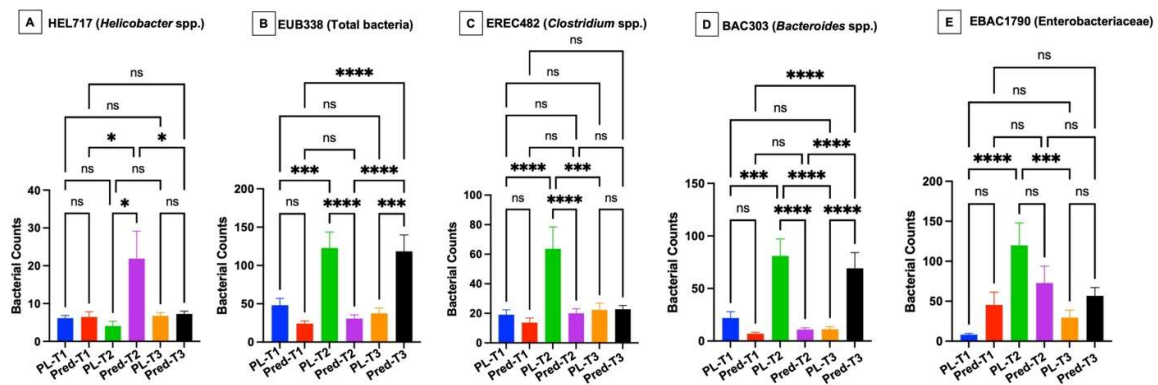 A HEL717 (Helicobacter spp.)
ns
ns
* *
ns ns
ns * ns
Bacterial Counts
40
30
20
10
0
PL-T1 Pred-T1 PL-T2 Pred-T2 PL-T3 Pred-T3
B EUB338 (Total bacteria)
****
ns
ns
*** ****
ns **** ***
Bacterial Counts
200
150
100
50
0
PL-T1 Pred-T1 PL-T2 Pred-T2 PL-T3 Pred-T3
C EREC482 (Clostridium spp.)
ns
ns
ns
ns ns
**** ***
ns **** ns
Bacterial Counts
100
80
60
40
20
0
PL-T1 Pred-T1 PL-T2 Pred-T2 PL-T3 Pred-T3
D BAC303 (Bacteroides spp.)
****
ns
ns ****
*** ****
ns **** ****
Bacterial Counts
150
100
50
0
PL-T1 Pred-T1 PL-T2 Pred-T2 PL-T3 Pred-T3
E EBAC1790 (Enterobacteriaceae)
ns
ns
ns ns
**** ***
ns ns ns
Bacterial Counts
200
150
100
50
0
PL-T1 Pred-T1 PL-T2 Pred-T2 PL-T3 Pred-T3